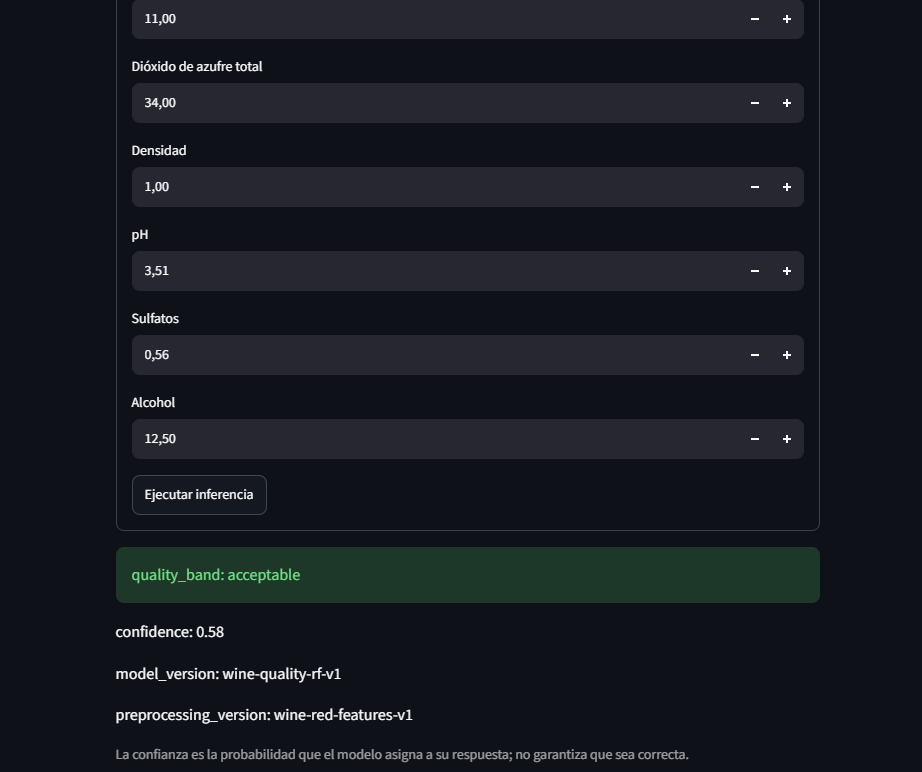 11,00
Dióxido de azufre total
34,00
Densidad
1,00
pH
3,51
Sulfatos
0,56
Alcohol
12,50
Ejecutar inferencia
quality_band: acceptable
confidence: 0.58
model_version: wine-quality-rf-v1
preprocessing_version: wine-red-features-v1
La confianza es la probabilidad que el modelo asigna a su respuesta; no garantiza que sea correcta.